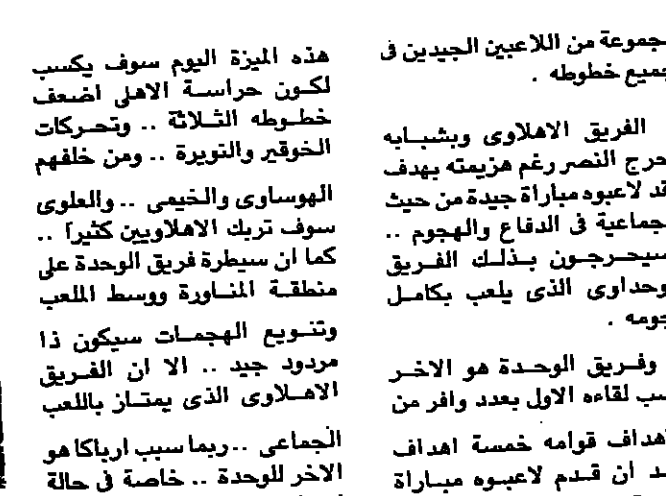 مجموعة من اللاعبين الجيدين فى
جميع خطوطه .
الفريق الاهلاوى وبشبابه
حرج النصر رغم هزيمته بهدف
قد لاعبوه مباراة جيدة من حيث
لجماعية فى الدفاع والهجوم ..
سيحرجون بذلك الفريق
وحداوى الذى يلعب بكامل
جومه .
وفريق الوحدة هو الاخر
سب لقاءه الاول بعدد وافر من
هداف قوامه خمسة اهداف
ـد ان قدم لاعبوه مباراة
هذه الميزة اليوم سوف يكسب
لكون حراسة الاهلى اضعف
خطوطه الثلاثة .. وتحركات
الخوقير والنويرة .. ومن خلفهم
الهوساوى والخيمى .. والعلوى
سوف تربك الاهلاويين كثيرا ..
كما ان سيطرة فريق الوحدة على
منطقة المناورة ووسط الملعب
وتنويع الهجمات سيكون ذا
مردود جيد .. الا ان الفريق
الاهلاوى الذى يمتاز باللعب
الجماعى .. ربما سبب ارباكا هو
الاخر للوحدة .. خاصة فى حالة